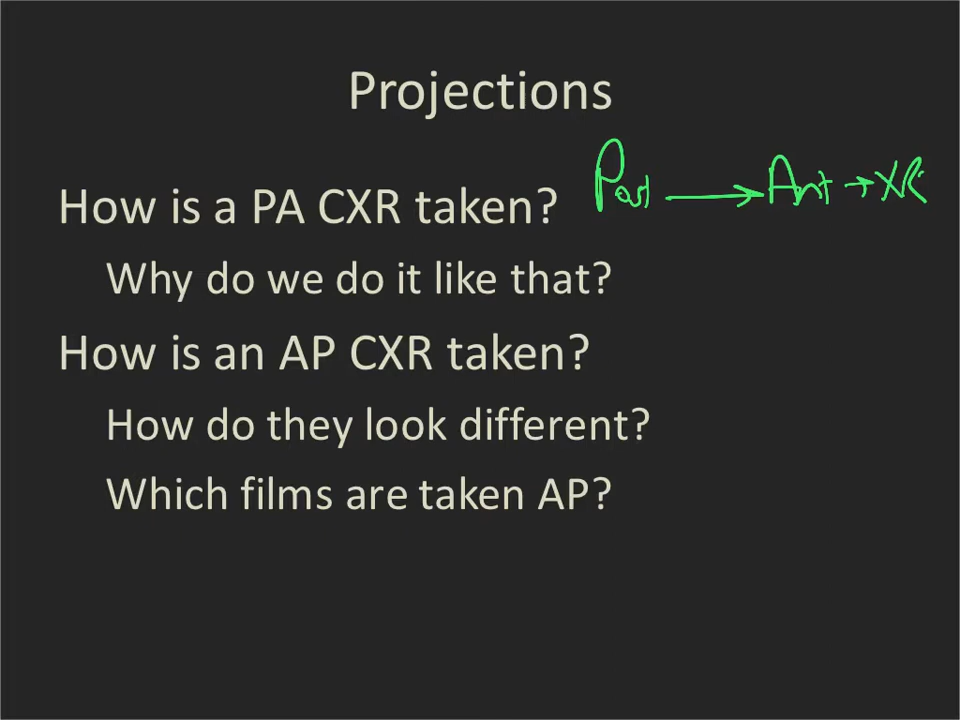 Projections
How is a PA CXR taken? Post → Ant → XR
Why do we do it like that?
How is an AP CXR taken?
How do they look different?
Which films are taken AP?